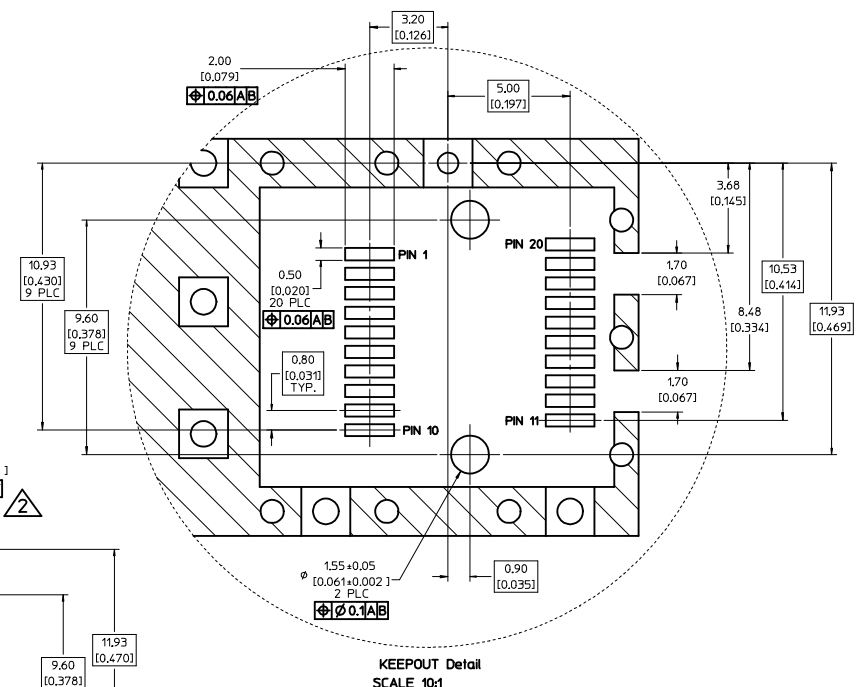 3.20
[0.126]
2.00
[0.079]
⌖ 0.06 A B
5.00
[0.197]
3.68
[0.145]
PIN 1
PIN 20
10.93
[0.430]
9 PLC
0.50
[0.020]
20 PLC
⌖ 0.06 A B
1.70
[0.067]
10.53
[0.414]
8.48
[0.334]
11.93
[0.469]
9.60
[0.378]
9 PLC
0.80
[0.031]
TYP.
1.70
[0.067]
PIN 10
PIN 11
]
2
1.55±0.05
⌀ [0.061±0.002 ]
2 PLC
⌖ ⌀ 0.1 A B
0.90
[0.035]
11.93
[0.470]
9.60
[0.378]
KEEPOUT Detail
SCALE 10:1